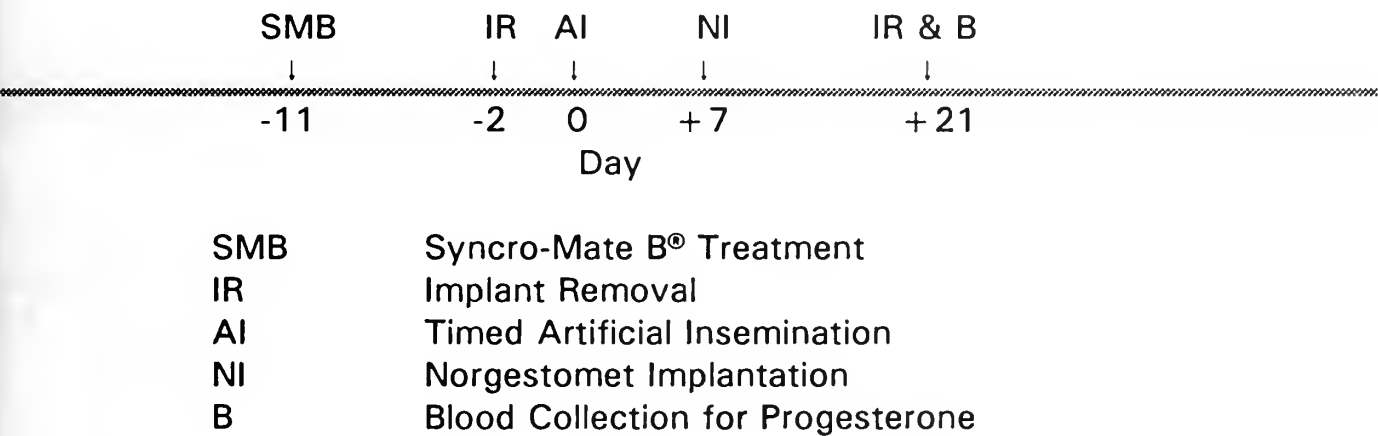 SMB IR AI NI IR & B
↓ ↓ ↓ ↓ ↓
-11 -2 0 +7 +21
Day
SMB Syncro-Mate B® Treatment
IR Implant Removal
AI Timed Artificial Insemination
NI Norgestomet Implantation
B Blood Collection for Progesterone